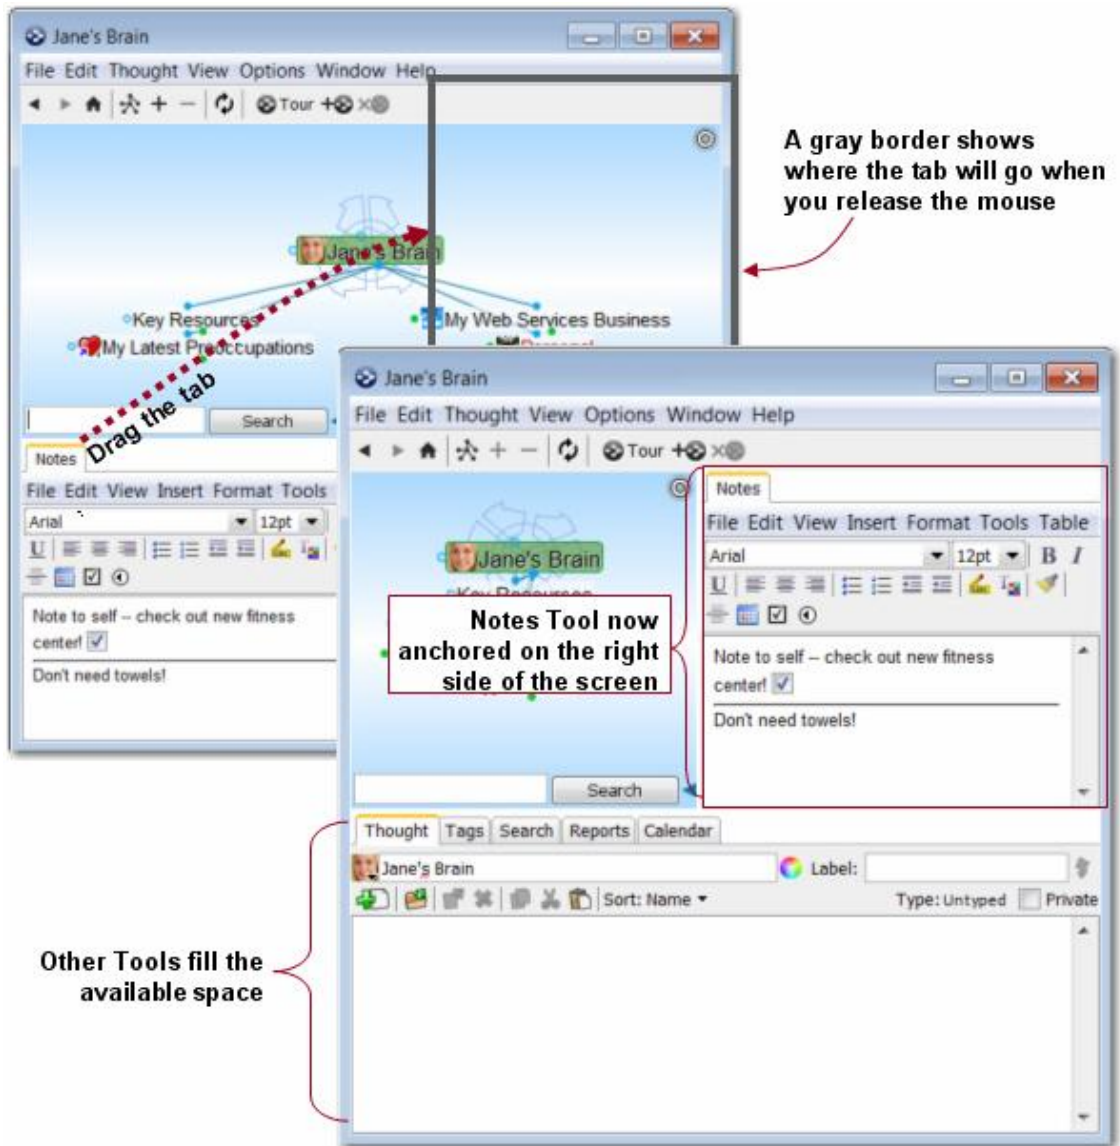 Jane's Brain
File Edit Thought View Options Window Help
Tour
A gray border shows
where the tab will go when
you release the mouse
Jane's Brain
Key Resources
My Web Services Business
My Latest Preoccupations
Personal
Drag the tab
Search
Notes
File Edit View Insert Format Tools
Arial 12pt
U
Note to self – check out new fitness
center!
Don't need towels!
Jane's Brain
File Edit Thought View Options Window Help
Tour
Jane's Brain
Key Resources
Notes Tool now
anchored on the right
side of the screen
Search
Notes
File Edit View Insert Format Tools Table
Arial 12pt B I
U
Note to self – check out new fitness
center!
Don't need towels!
Thought Tags Search Reports Calendar
Jane's Brain Label:
Sort: Name Type: Untyped Private
Other Tools fill the
available space